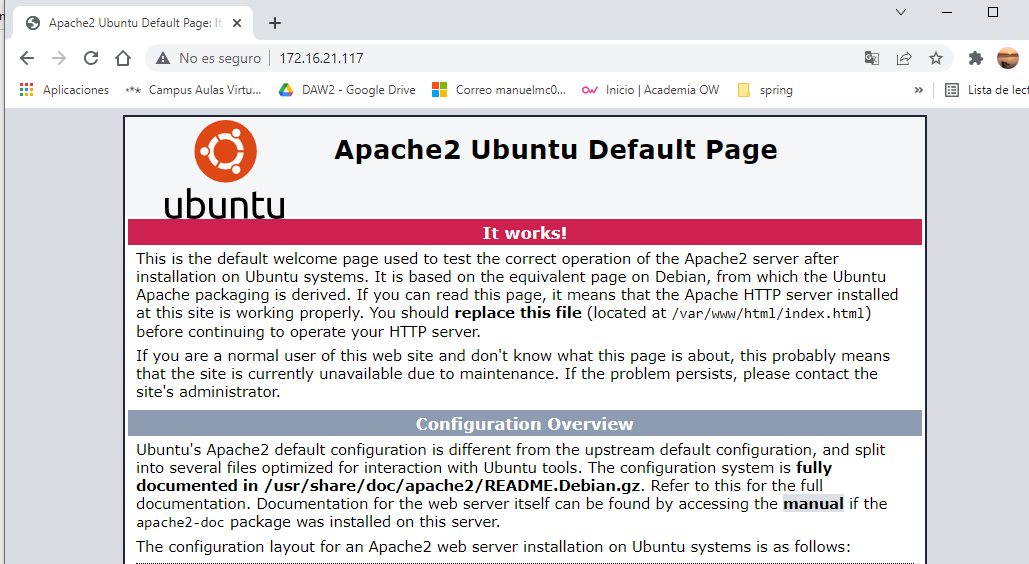 Apache2 Ubuntu Default Page: It
No es seguro
172.16.21.117
Aplicaciones
Campus Aulas Virtu...
DAW2 - Google Drive
Correo manuelmc0...
Inicio | Academia OW
spring
»
Lista de lect
ubuntu
Apache2 Ubuntu Default Page
It works!
This is the default welcome page used to test the correct operation of the Apache2 server after
installation on Ubuntu systems. It is based on the equivalent page on Debian, from which the Ubuntu
Apache packaging is derived. If you can read this page, it means that the Apache HTTP server installed
at this site is working properly. You should replace this file (located at /var/www/html/index.html)
before continuing to operate your HTTP server.
If you are a normal user of this web site and don't know what this page is about, this probably means
that the site is currently unavailable due to maintenance. If the problem persists, please contact the
site's administrator.
Configuration Overview
Ubuntu's Apache2 default configuration is different from the upstream default configuration, and split
into several files optimized for interaction with Ubuntu tools. The configuration system is fully
documented in /usr/share/doc/apache2/README.Debian.gz. Refer to this for the full
documentation. Documentation for the web server itself can be found by accessing the manual if the
apache2-doc package was installed on this server.
The configuration layout for an Apache2 web server installation on Ubuntu systems is as follows: